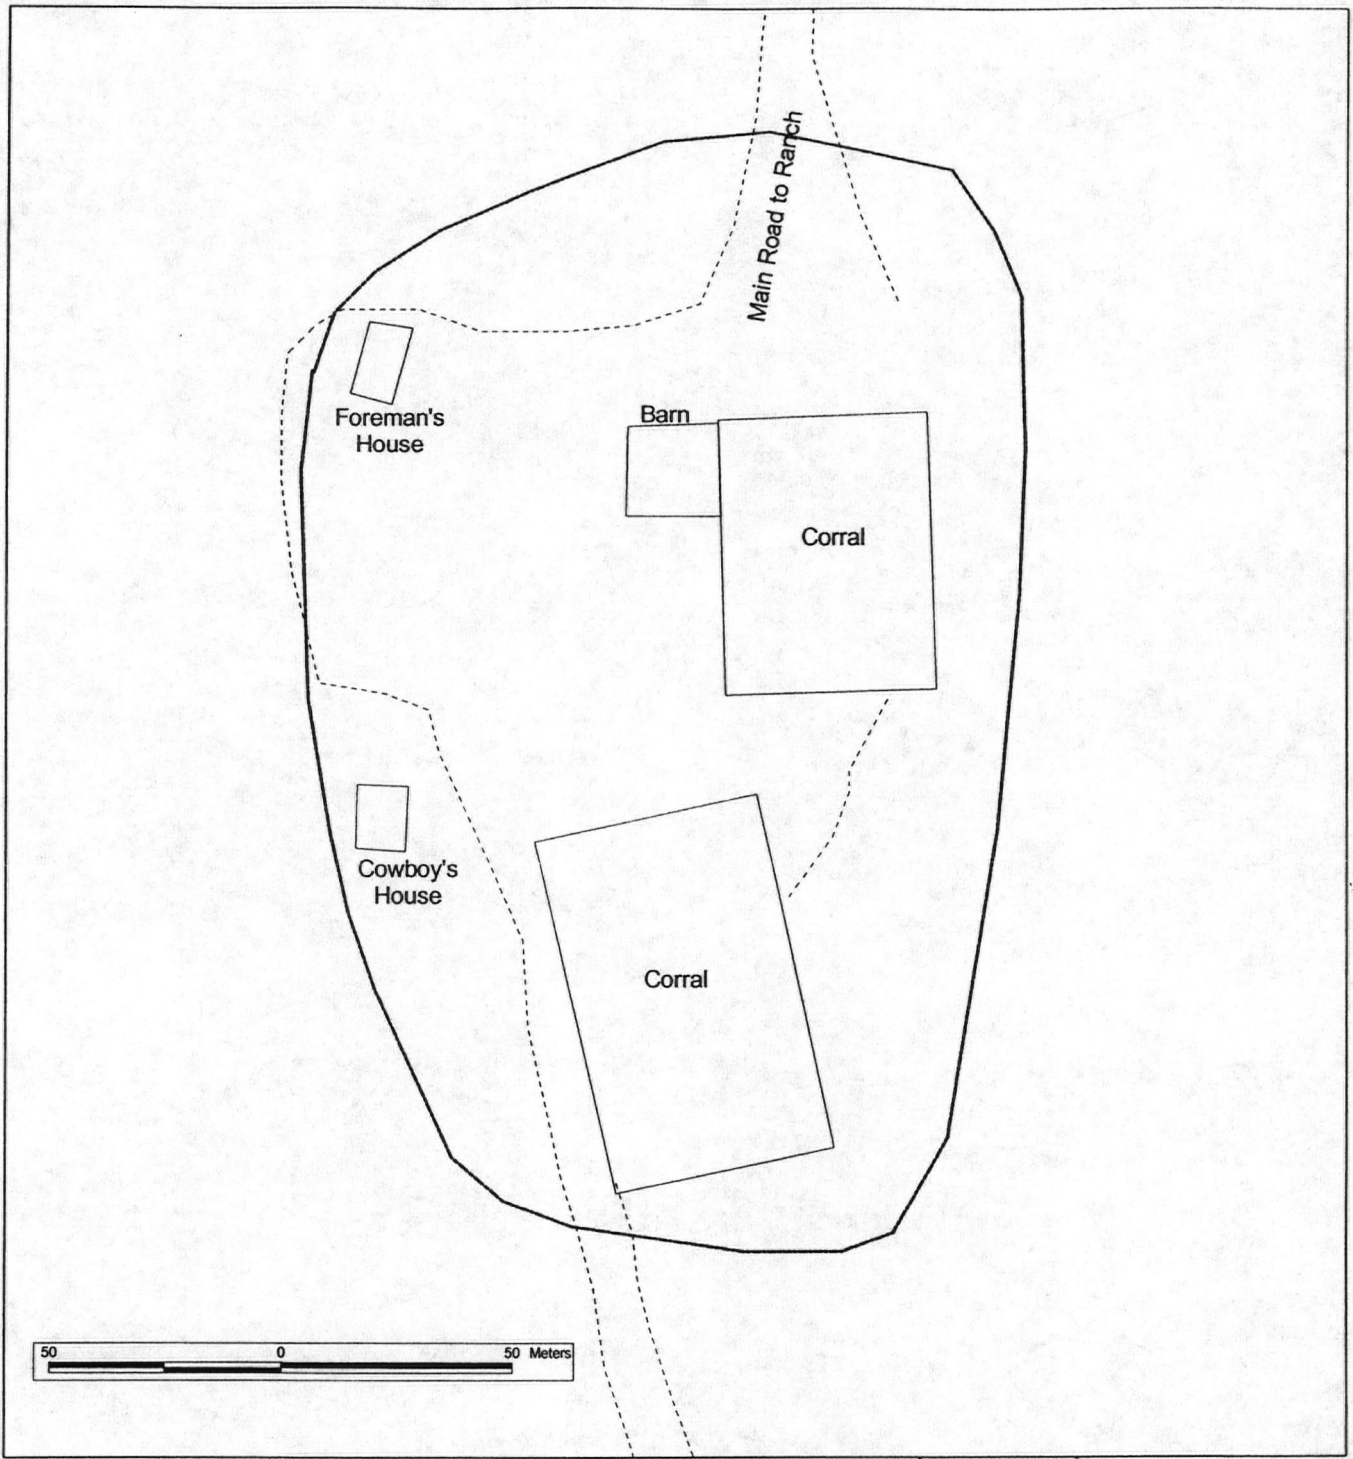 Main Road to Ranch
Foreman's
House
Barn
Corral
Cowboy's
House
Corral
50 0 50 Meters